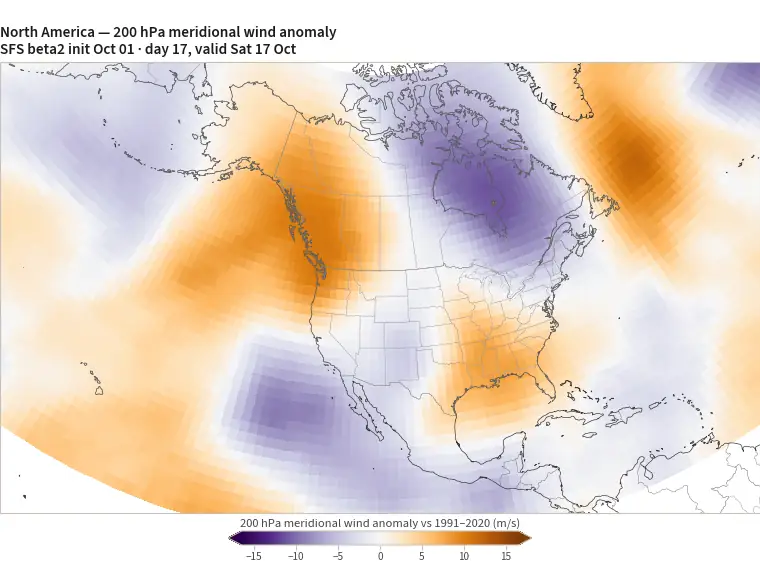 North America — 200 hPa meridional wind anomaly
SFS beta2 init Oct 01 · day 17, valid Sat 17 Oct
200 hPa meridional wind anomaly vs 1991–2020 (m/s)
−15 −10 −5 0 5 10 15